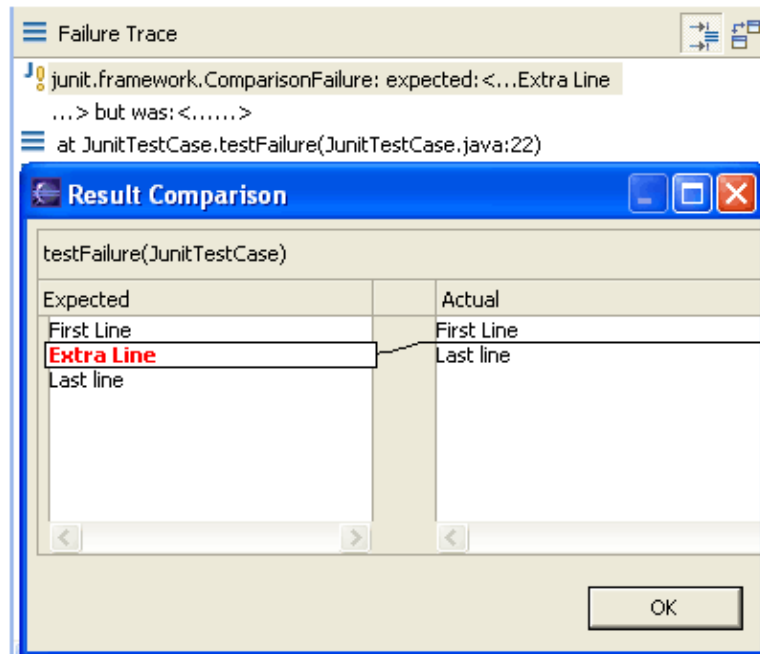 Failure Trace
junit.framework.ComparisonFailure: expected:<...Extra Line
...> but was:<......>
at JunitTestCase.testFailure(JunitTestCase.java:22)
Result Comparison
testFailure(JunitTestCase)
Expected
Actual
First Line
Extra Line
Last line
First Line
Last line
OK